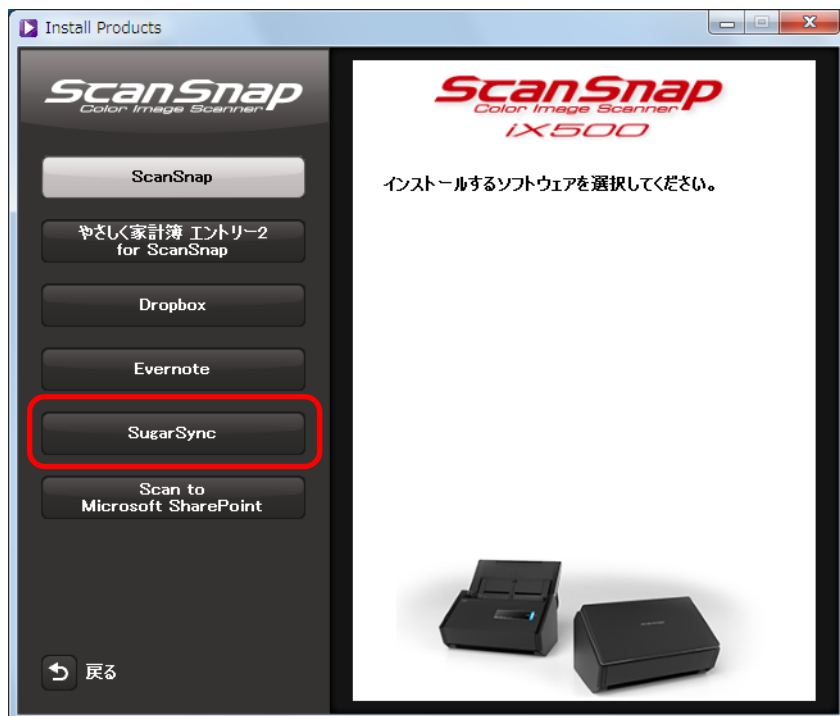 Install Products
ScanSnap
Color Image Scanner
ScanSnap
やさしく家計簿 エントリー2
for ScanSnap
Dropbox
Evernote
SugarSync
Scan to
Microsoft SharePoint
戻る
ScanSnap
Color Image Scanner
iX500
インストールするソフトウェアを選択してください。